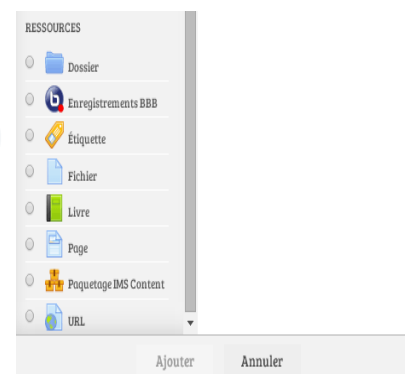 RESSOURCES
Dossier
Enregistrements BBB
Étiquette
Fichier
Livre
Page
Paquetage IMS Content
URL
Ajouter Annuler